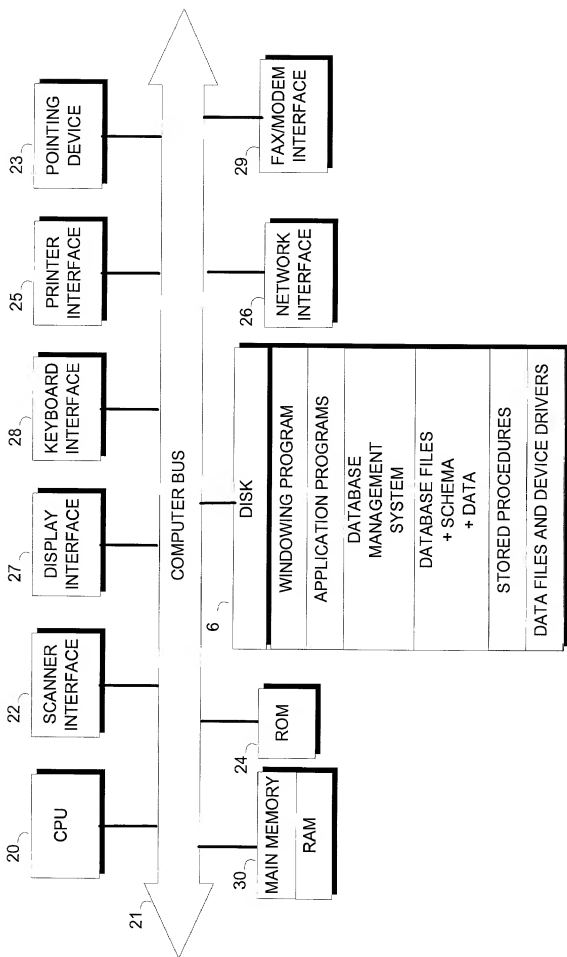 20
CPU
22
SCANNER
INTERFACE
27
DISPLAY
INTERFACE
28
KEYBOARD
INTERFACE
25
PRINTER
INTERFACE
23
POINTING
DEVICE
21
COMPUTER BUS
30
MAIN MEMORY
RAM
24
ROM
6
DISK
WINDOWING PROGRAM
APPLICATION PROGRAMS
DATABASE
MANAGEMENT
SYSTEM
DATABASE FILES
+ SCHEMA
+ DATA
STORED PROCEDURES
DATA FILES AND DEVICE DRIVERS
26
NETWORK
INTERFACE
29
FAX/MODEM
INTERFACE